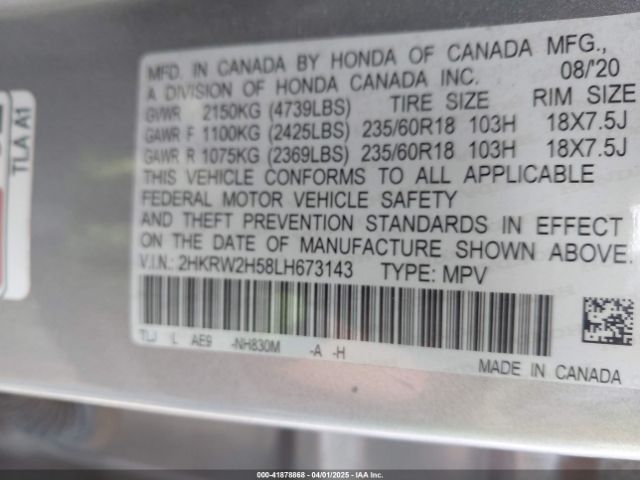 MFD. IN CANADA BY HONDA OF CANADA MFG.,
A DIVISION OF HONDA CANADA INC. 08/'20
GVWR 2150KG (4739LBS) TIRE SIZE RIM SIZE
GAWR F 1100KG (2425LBS) 235/60R18 103H 18X7.5J
GAWR R 1075KG (2369LBS) 235/60R18 103H 18X7.5J
THIS VEHICLE CONFORMS TO ALL APPLICABLE
FEDERAL MOTOR VEHICLE SAFETY
AND THEFT PREVENTION STANDARDS IN EFFECT
ON THE DATE OF MANUFACTURE SHOWN ABOVE.
V.I.N.: 2HKRW2H58LH673143 TYPE: MPV
TLJ L AE9 -NH830M -A -H
MADE IN CANADA
TLA A1
000-41878868 - 04/01/2025 - IAA Inc.